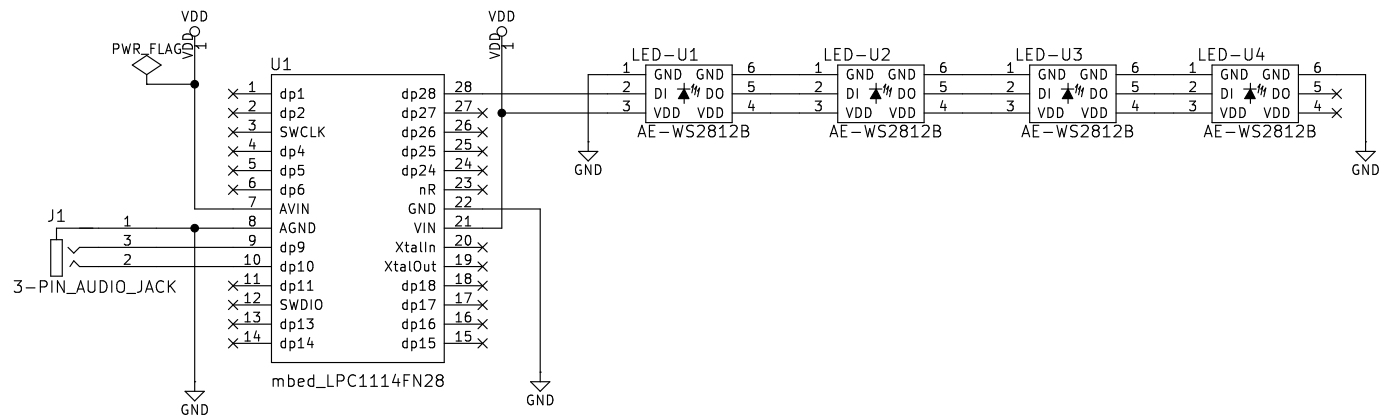 VDD
VDD
1
PWR_FLAG
U1
1 dp1
2 dp2
3 SWCLK
4 dp4
5 dp5
6 dp6
7 AVIN
8 AGND
9 dp9
10 dp10
11 dp11
12 SWDIO
13 dp13
14 dp14
dp28 28
dp27 27
dp26 26
dp25 25
dp24 24
nR 23
GND 22
VIN 21
XtalIn 20
XtalOut 19
dp18 18
dp17 17
dp16 16
dp15 15
mbed_LPC1114FN28
J1
1
3
2
3-PIN_AUDIO_JACK
GND
GND
VDD
VDD
1
LED-U1
1 GND GND 6
2 DI DO 5
3 VDD VDD 4
AE-WS2812B
GND
LED-U2
1 GND GND 6
2 DI DO 5
3 VDD VDD 4
AE-WS2812B
LED-U3
1 GND GND 6
2 DI DO 5
3 VDD VDD 4
AE-WS2812B
LED-U4
1 GND GND 6
2 DI DO 5
3 VDD VDD 4
AE-WS2812B
GND